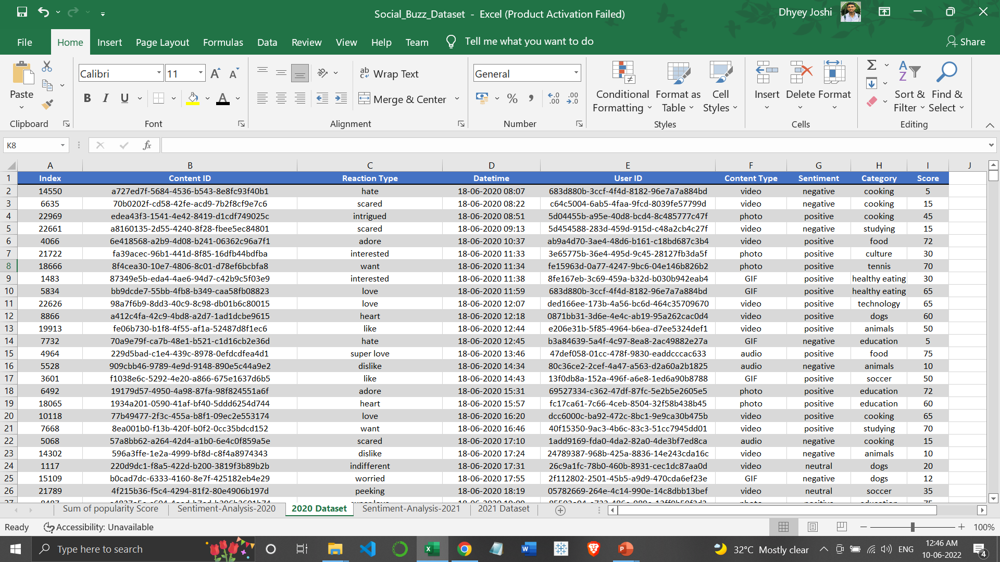 Social_Buzz_Dataset - Excel (Product Activation Failed)
Dhyey Joshi
File Home Insert Page Layout Formulas Data Review View Help Team Tell me what you want to do Share
Calibri 11 ab Wrap Text General
Paste B I U A Merge & Center % Conditional Formatting Format as Table Cell Styles Insert Delete Format Sort & Filter Find & Select
Clipboard Font Alignment Number Styles Cells Editing
K8 fx
A B C D E F G H I J
1 Index Content ID Reaction Type Datetime User ID Content Type Sentiment Category Score
2 14550 a727ed7f-5684-4536-b543-8e8fc93f40b1 hate 18-06-2020 08:07 683d880b-3ccf-4f4d-8182-96e7a7a884bd video negative cooking 5
3 6635 70b0202f-cd58-42fe-acd9-7b2f8cf9e7c6 scared 18-06-2020 08:22 c64c5004-6ab5-4faa-9fcd-8039fe57799d video negative cooking 15
4 22969 edea43f3-1541-4e42-8419-d1cdf749025c intrigued 18-06-2020 08:51 5d04455b-a95e-40d8-bcd4-8c485777c47f photo positive cooking 45
5 22661 a8160135-2d55-4240-8f28-fbee5ec84801 scared 18-06-2020 09:13 5d454588-283d-459d-915d-c48a2cb4c27f video negative studying 15
6 4066 6e418568-a2b9-4d08-b241-06362c96a7f1 adore 18-06-2020 10:37 ab9a4d70-3ae4-48d6-b161-c18bd687c3b4 video positive food 72
7 21722 fa39acec-96b1-441d-8f85-16dfb44bdfba interested 18-06-2020 11:33 3e65775b-36e4-495d-9c45-28127fb3da5f photo positive culture 30
8 18666 8f4cea30-10e7-4806-8c01-d78ef6bcbfa8 want 18-06-2020 11:34 fe15963d-0a77-4247-9bc6-04e146b826b2 photo positive tennis 70
9 1483 87349e5b-eda4-4ae6-94d7-c42b9c5f03e9 interested 18-06-2020 11:38 8fe167eb-3c69-459a-b32d-b030b942eab4 GIF positive healthy eating 30
10 5834 bb9dcde7-55bb-4fb8-b349-caa58fb08823 love 18-06-2020 11:59 683d880b-3ccf-4f4d-8182-96e7a7a884bd GIF positive healthy eating 65
11 22626 98a7f6b9-8dd3-40c9-8c98-db01b6c80015 love 18-06-2020 12:07 ded166ee-173b-4a56-bc6d-464c35709670 video positive technology 65
12 8866 a412c4fa-42c9-4bd8-a2d7-1ad1dcbe9615 heart 18-06-2020 12:18 0871bb31-3d6e-4e4c-ab19-95a262cac0d4 video positive dogs 60
13 19913 fe06b730-b1f8-4f55-af1a-52487d8f1ec6 like 18-06-2020 12:44 e206e31b-5f85-4964-b6ea-d7ee5324def1 video positive animals 50
14 7732 70a9e79f-ca7b-48e1-b521-c1d16cb2e36d hate 18-06-2020 12:45 b3a84639-5a4f-4c97-8ea8-2ac49882e27a GIF negative education 5
15 4964 229d5bad-c1e4-439c-8978-0efdcdfea4d1 super love 18-06-2020 13:46 47def058-01cc-478f-9830-eaddcccac633 audio positive food 75
16 5528 909cbb46-9789-4e9d-9148-890e5c44a9e2 dislike 18-06-2020 14:34 80c36ce2-2cef-4a47-a563-d2a60a2b1825 audio negative animals 10
17 3601 f1038e6c-5292-4e20-a866-675e1637d6b5 like 18-06-2020 14:43 13f0db8a-152a-496f-a6e8-1ed6a90b8788 GIF positive soccer 50
18 6492 19179d57-4950-4a98-87fa-98f824551a6f adore 18-06-2020 15:31 69527334-c362-47df-87fc-5e2b5e2605e5 photo positive education 72
19 18065 1934a201-0590-41af-bf40-5ddd6254d744 heart 18-06-2020 15:57 fc17ca61-7c66-4ceb-8504-32f58b438b45 photo positive education 60
20 10118 77b49477-2f3c-455a-b8f1-09ec2e553174 love 18-06-2020 16:20 dcc6000c-ba92-472c-8bc1-9e9ca30b475b video positive cooking 65
21 7668 8ea001b0-f13b-420f-b0f2-0cc35bdcd152 want 18-06-2020 16:46 40f15350-9ac3-4b6c-83c3-51cc7945dd01 video positive studying 70
22 5068 57a8bb62-a264-42d4-a1b0-6e4c0f859a5e scared 18-06-2020 17:10 1add9169-fda0-4da2-82a0-4de3bf7ed8ca audio negative cooking 15
23 14302 596a3ffe-1e2a-4999-bf8d-c8f4a8974343 dislike 18-06-2020 17:24 24789387-968b-425a-8836-14e243cda16c video negative animals 10
24 1117 220d9dc1-f8a5-422d-b200-3819f3b89b2b indifferent 18-06-2020 17:31 26c9a1fc-78b0-460b-8931-cec1dc87aa0d video neutral dogs 20
25 15109 b0cad7dc-6333-4160-8e7f-425182eb4e29 worried 18-06-2020 17:55 2f112802-2501-45b5-a9d9-470cda6ef23e GIF negative dogs 12
26 21789 4f215b36-f5c4-4294-81f2-80e4906b197d peeking 18-06-2020 18:19 05782669-264e-4c14-990e-14c8dbb13bef video neutral soccer 35
Sum of popularity Score Sentiment-Analysis-2020 2020 Dataset Sentiment-Analysis-2021 2021 Dataset
Ready Accessibility: Unavailable 100%
Type here to search 32°C Mostly clear ENG 12:46 AM
10-06-2022 4